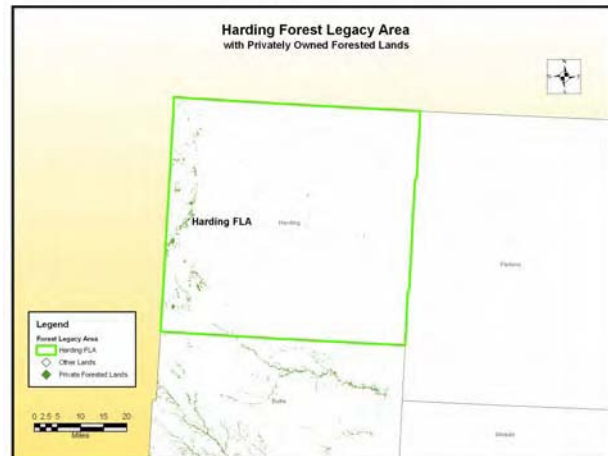 Harding Forest Legacy Area
with Privately Owned Forested Lands
N
Harding FLA
Harding
Perkins
Legend
Forest Legacy Area
Harding FLA
Other Lands
Private Forested Lands
Butte
0 2.5 5 10 15 20
Miles
Meade